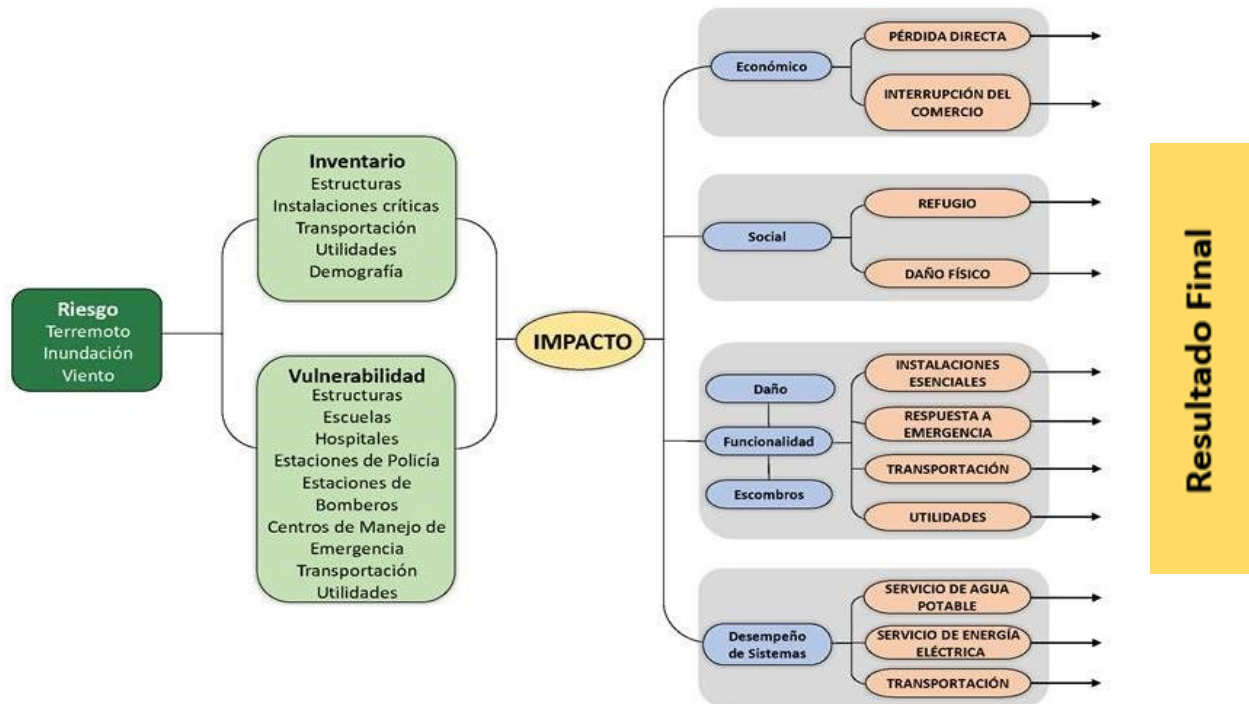 Riesgo
Terremoto
Inundación
Viento
Inventario
Estructuras
Instalaciones críticas
Transportación
Utilidades
Demografía
Vulnerabilidad
Estructuras
Escuelas
Hospitales
Estaciones de Policía
Estaciones de
Bomberos
Centros de Manejo de
Emergencia
Transportación
Utilidades
IMPACTO
Económico
PÉRDIDA DIRECTA
INTERRUPCIÓN DEL
COMERCIO
Social
REFUGIO
DAÑO FÍSICO
Daño
Funcionalidad
Escombros
INSTALACIONES
ESENCIALES
RESPUESTA A
EMERGENCIA
TRANSPORTACIÓN
UTILIDADES
Desempeño
de Sistemas
SERVICIO DE AGUA
POTABLE
SERVICIO DE ENERGÍA
ELÉCTRICA
TRANSPORTACIÓN
Resultado Final